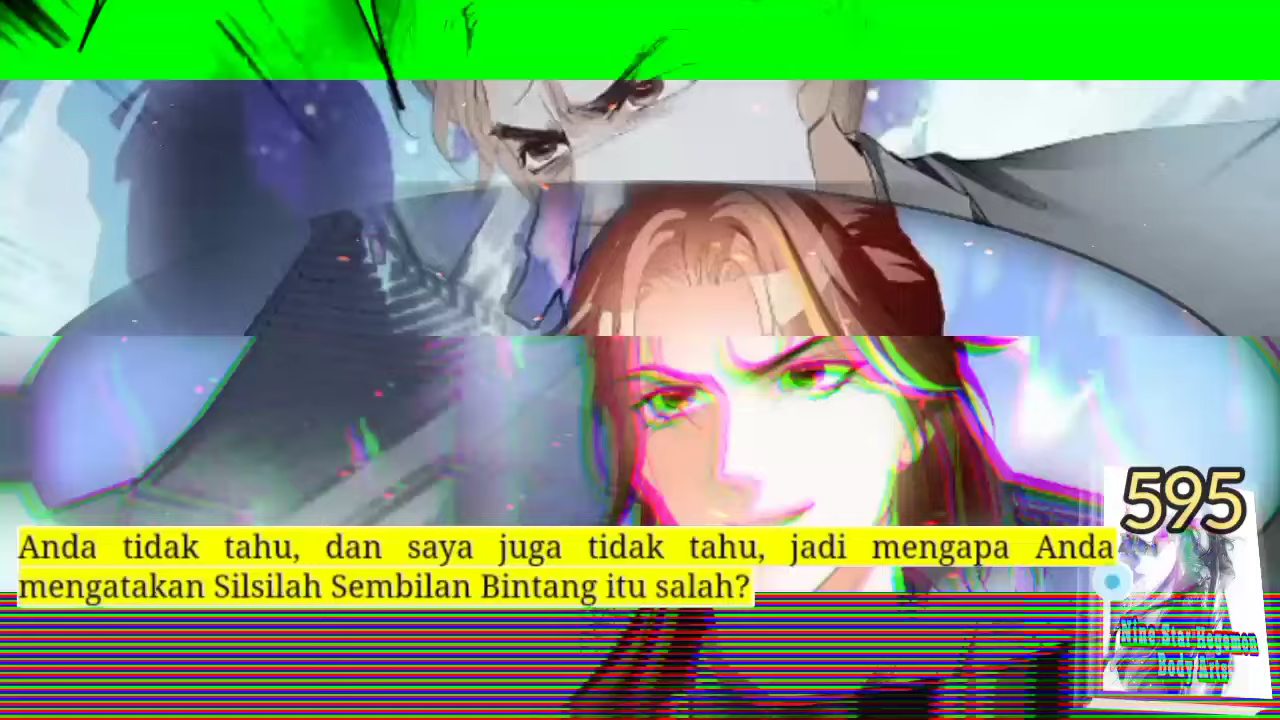 595
Anda tidak tahu, dan saya juga tidak tahu, jadi mengapa Anda
mengatakan Silsilah Sembilan Bintang itu salah?
Nine Star Hegemon
Body Arts